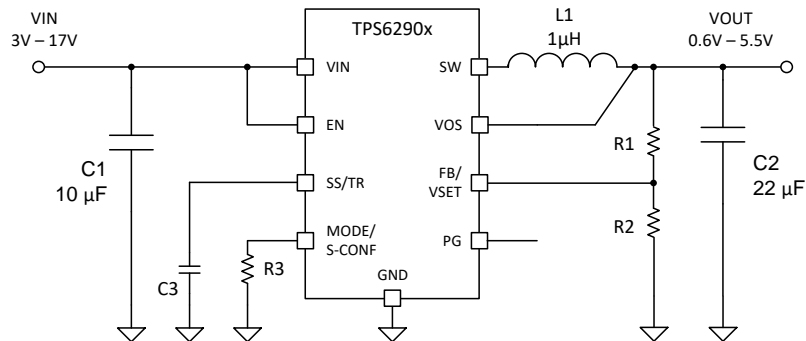 VIN
3V – 17V
TPS6290x
L1
1µH
VOUT
0.6V – 5.5V
VIN
SW
EN
VOS
C1
10 µF
R1
C2
22 µF
SS/TR
FB/
VSET
MODE/
S-CONF
PG
R2
R3
C3
GND